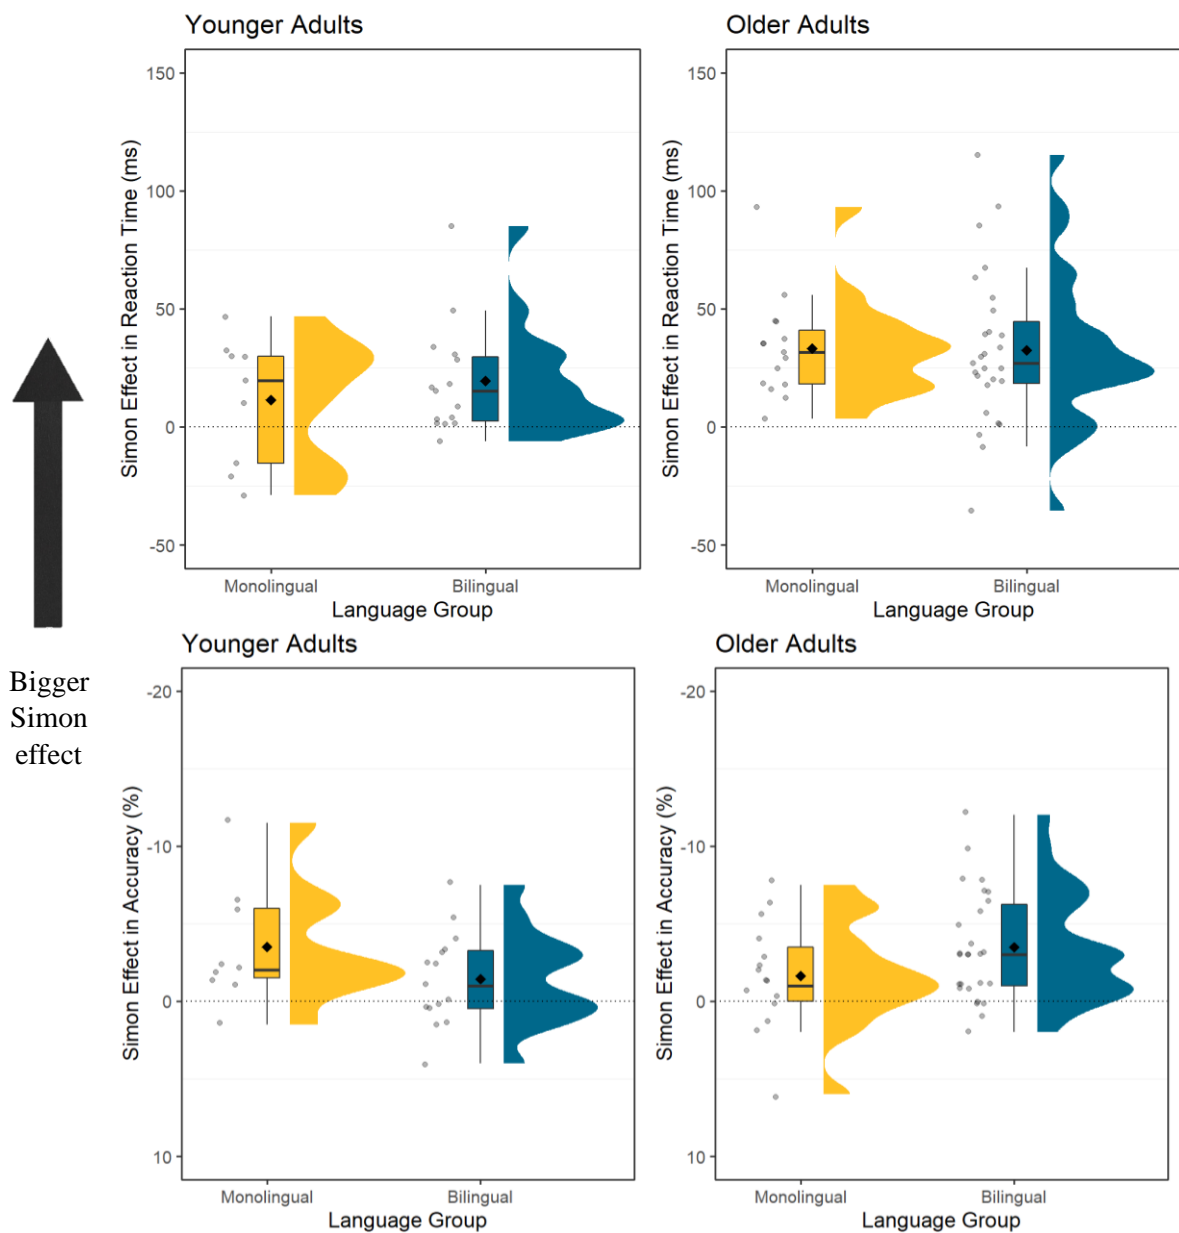 Younger Adults
Older Adults
Simon Effect in Reaction Time (ms)
150
100
50
0
-50
Monolingual
Bilingual
Language Group
Simon Effect in Reaction Time (ms)
150
100
50
0
-50
Monolingual
Bilingual
Language Group
Bigger
Simon
effect
Younger Adults
Older Adults
Simon Effect in Accuracy (%)
-20
-10
0
10
Monolingual
Bilingual
Language Group
Simon Effect in Accuracy (%)
-20
-10
0
10
Monolingual
Bilingual
Language Group